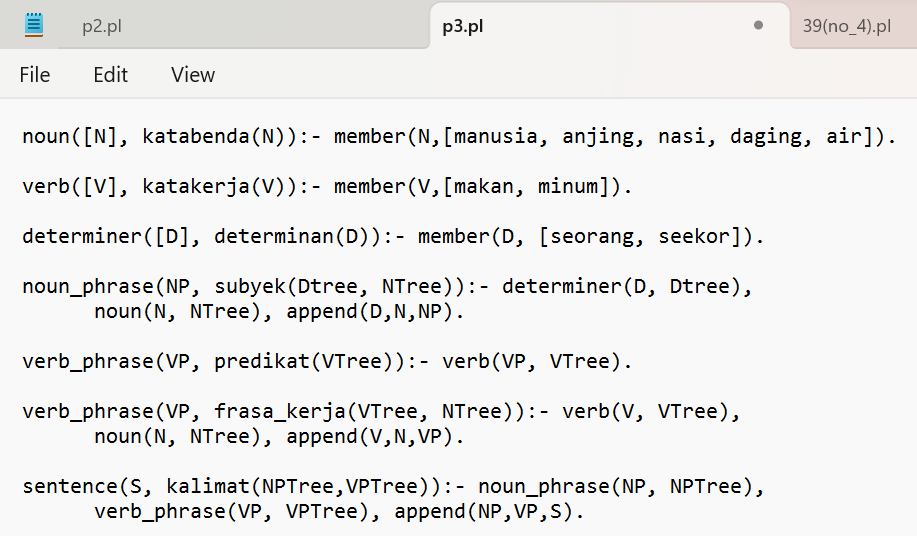 p2.pl
p3.pl
39(no_4).pl
File
Edit
View
noun([N], katabenda(N)):- member(N,[manusia, anjing, nasi, daging, air]).
verb([V], katakerja(V)):- member(V,[makan, minum]).
determiner([D], determinan(D)):- member(D, [seorang, seekor]).
noun_phrase(NP, subyek(Dtree, NTree)):- determiner(D, Dtree),
noun(N, NTree), append(D,N,NP).
verb_phrase(VP, predikat(VTree)):- verb(VP, VTree).
verb_phrase(VP, frasa_kerja(VTree, NTree)):- verb(V, VTree),
noun(N, NTree), append(V,N,VP).
sentence(S, kalimat(NPTree,VPTree)):- noun_phrase(NP, NPTree),
verb_phrase(VP, VPTree), append(NP,VP,S).